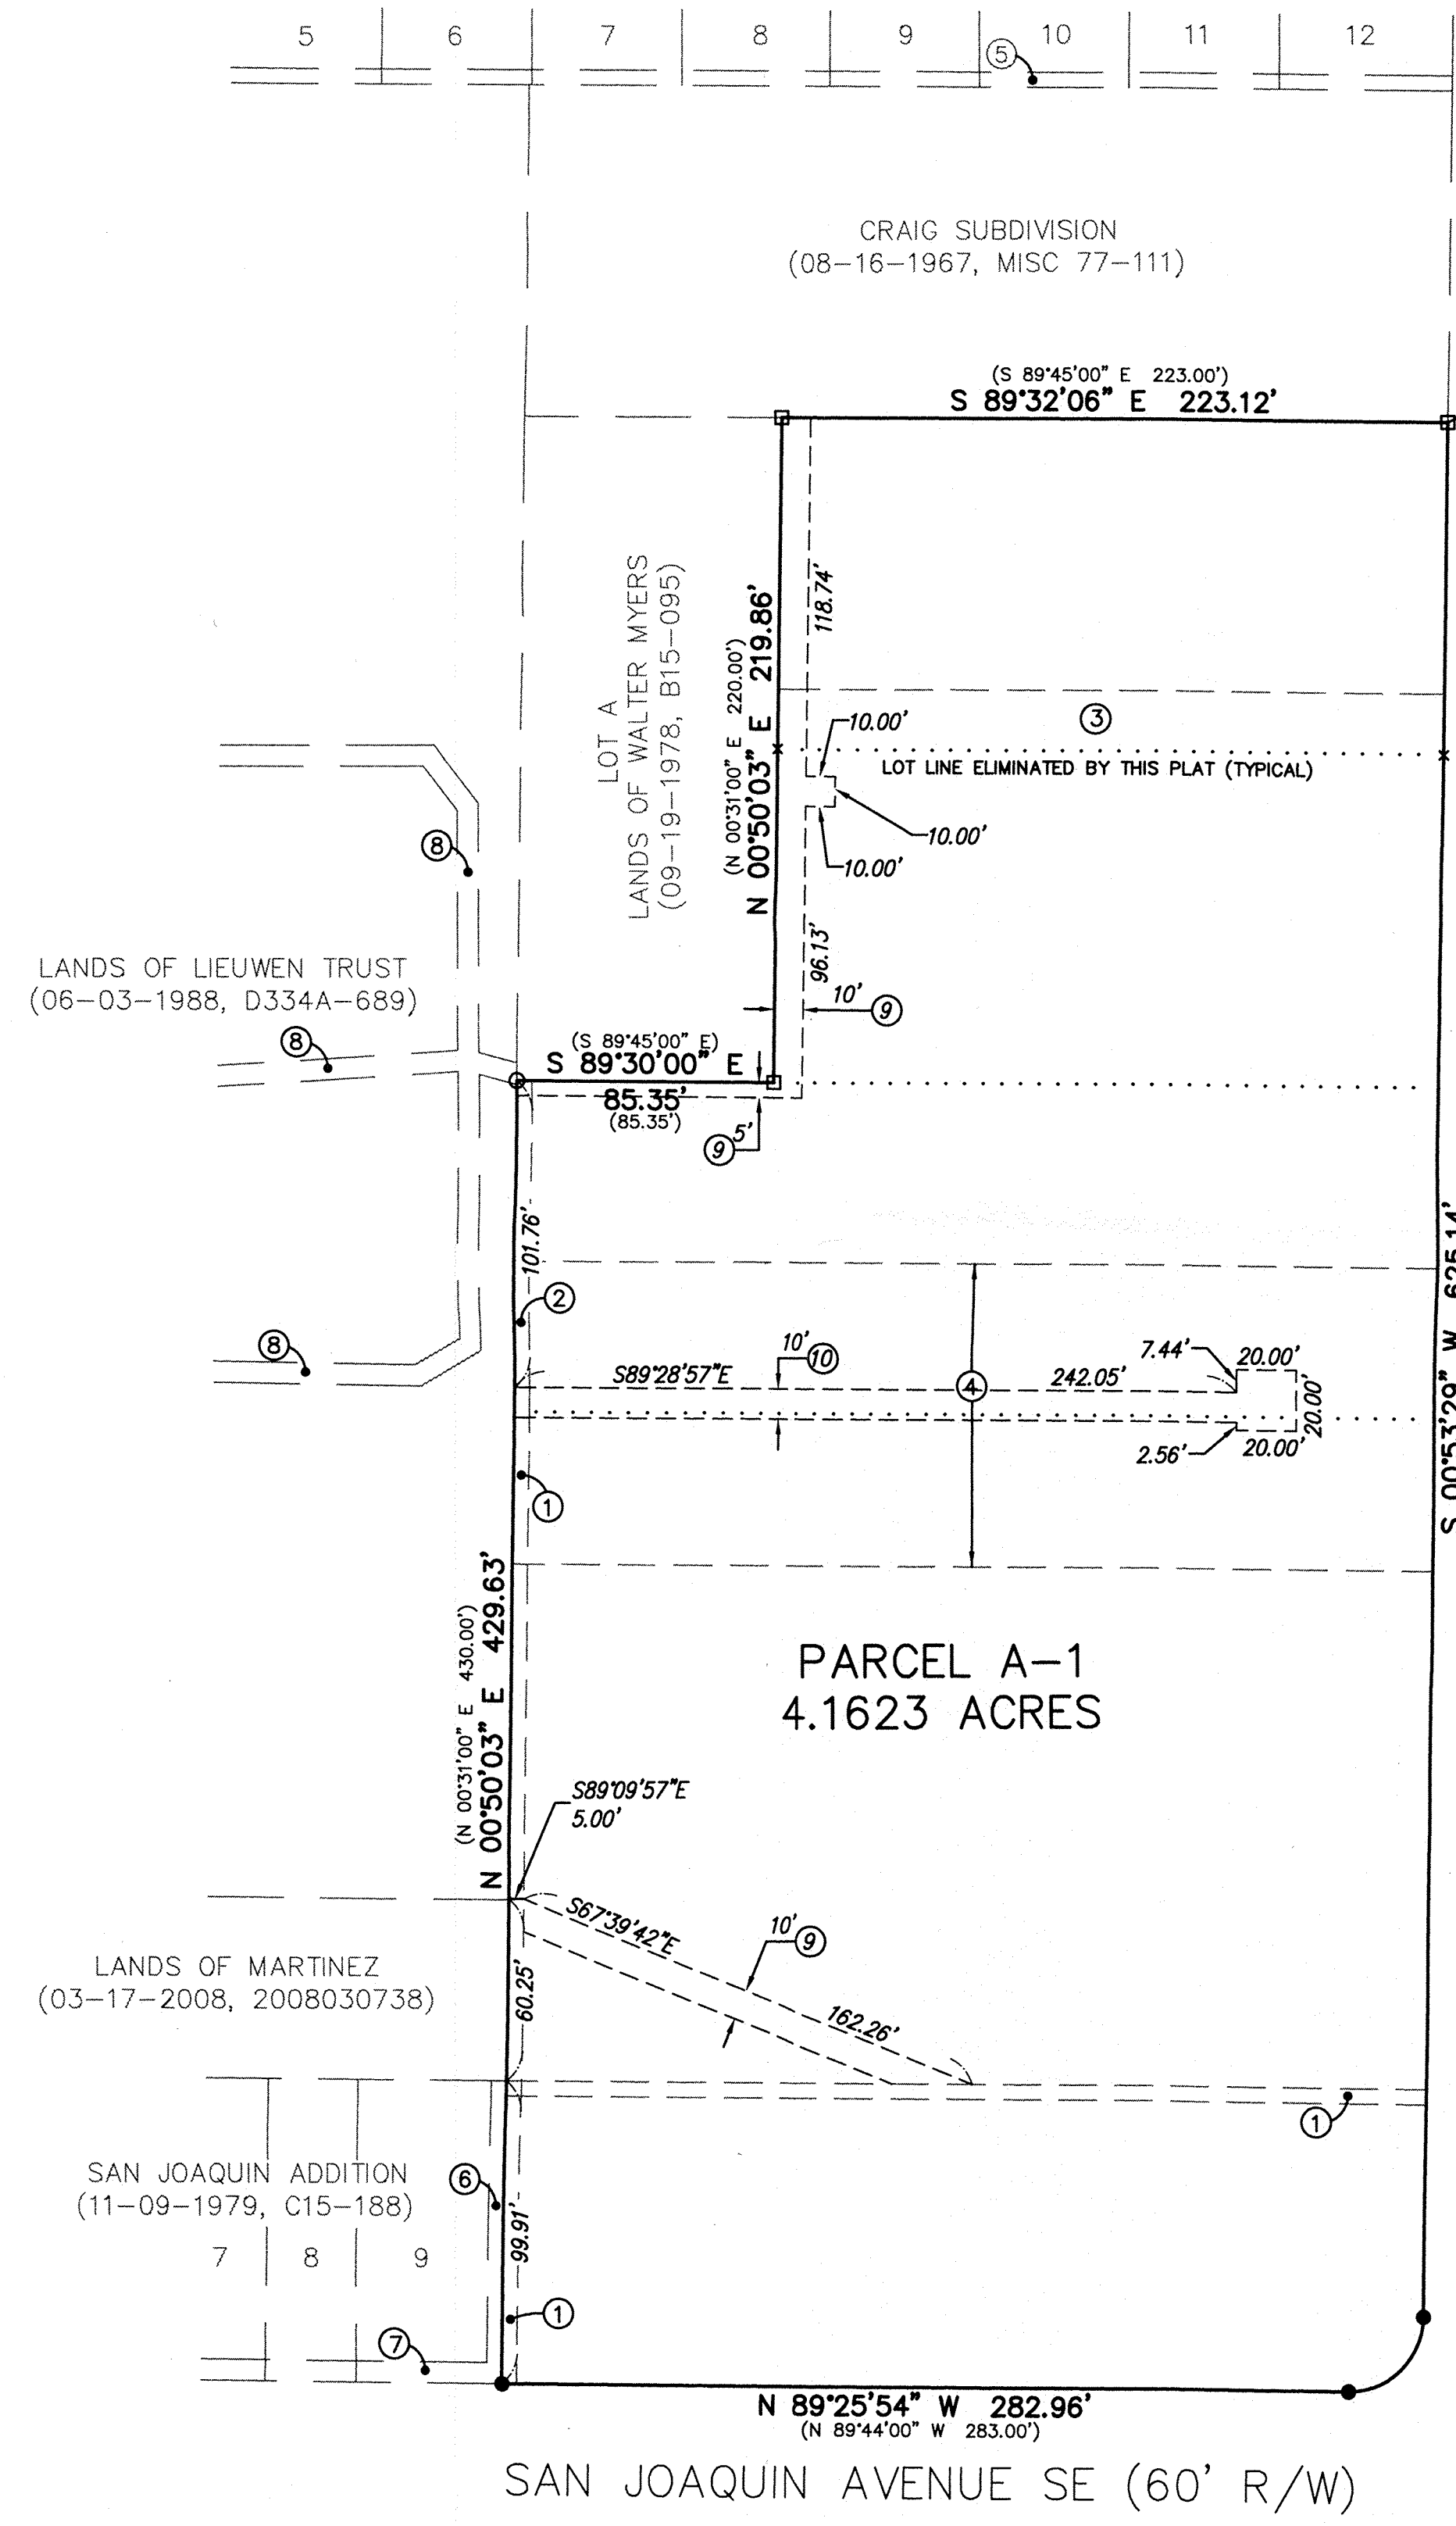 5 6 7 8 9 10 11 12
5
CRAIG SUBDIVISION
(08-16-1967, MISC 77-111)
(S 89°45'00" E 223.00')
S 89°32'06" E 223.12'
LOT A
LANDS OF WALTER MYERS
(09-19-1978, B15-095)
(N 00°31'00" E 220.00')
N 00°50'03" E 219.86'
118.74'
3
10.00'
LOT LINE ELIMINATED BY THIS PLAT (TYPICAL)
10.00'
10.00'
8
96.13'
10' 9
LANDS OF LIEUWEN TRUST
(06-03-1988, D334A-689)
8
(S 89°45'00" E)
S 89°30'00" E
85.35'
(85.35')
5'
9
101.76'
S 00°53'29" W 625.14'
2
8
10'
10
S89°28'57"E
4
242.05'
7.44'
20.00'
20.00'
2.56'
20.00'
1
(N 00°31'00" E 430.00')
N 00°50'03" E 429.63'
PARCEL A-1
4.1623 ACRES
S89°09'57"E
5.00'
S67°39'42"E
10'
9
162.26'
LANDS OF MARTINEZ
(03-17-2008, 2008030738)
60.25'
1
SAN JOAQUIN ADDITION
(11-09-1979, C15-188)
6
99.91'
7 8 9
1
7
N 89°25'54" W 282.96'
(N 89°44'00" W 283.00')
SAN JOAQUIN AVENUE SE (60' R/W)